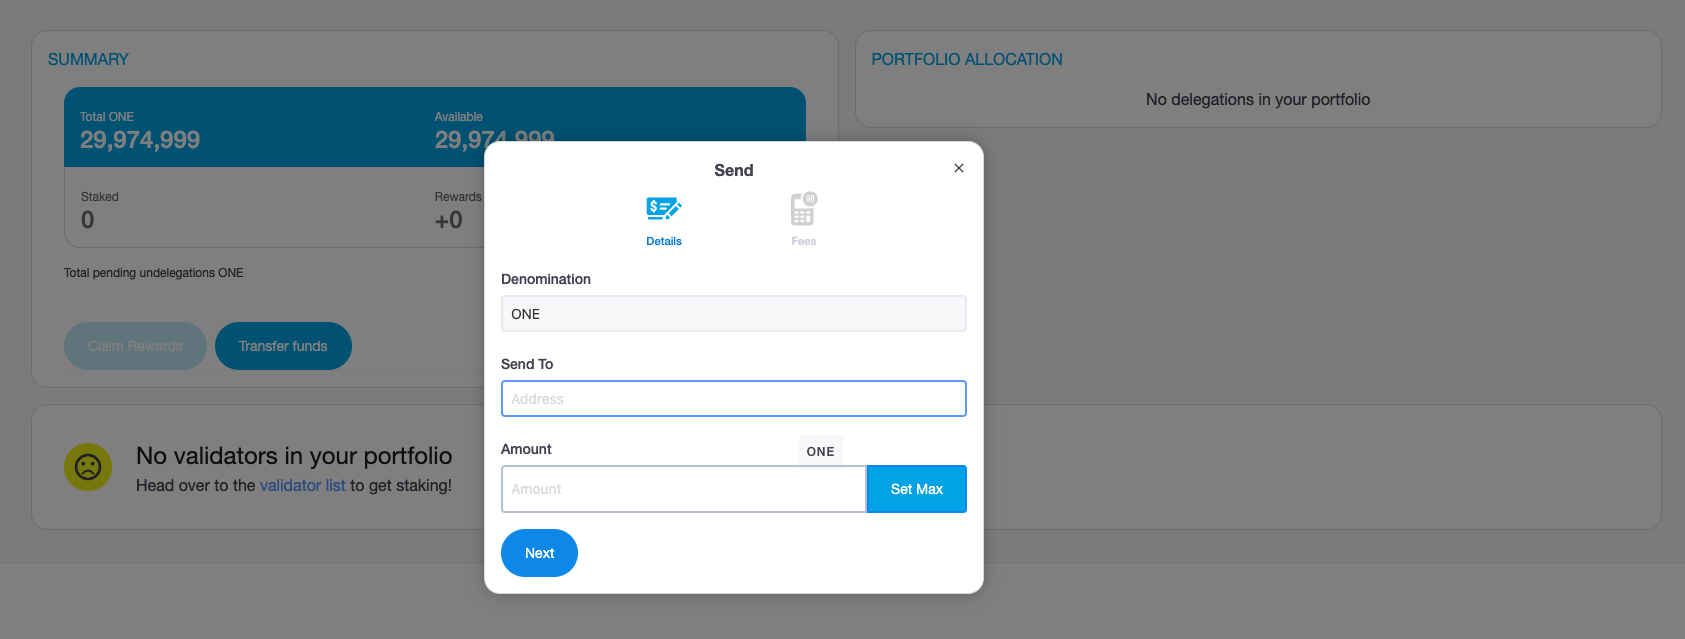 SUMMARY
Total ONE
29,974,999
Available
29,974,999
Staked
0
Rewards
+0
Total pending undelegations ONE
Claim Rewards
Transfer funds
PORTFOLIO ALLOCATION
No delegations in your portfolio
No validators in your portfolio
Head over to the validator list to get staking!
Send
Details
Fees
Denomination
ONE
Send To
Address
Amount
ONE
Amount
Set Max
Next